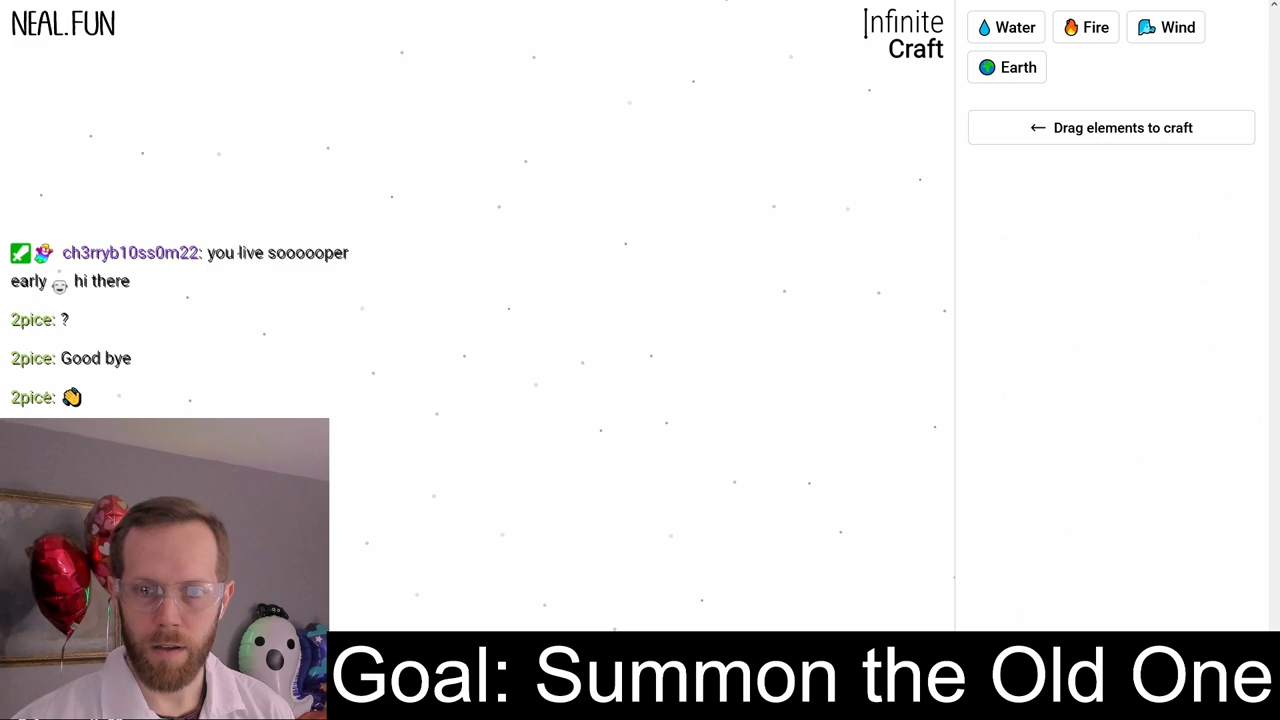 NEAL.FUN
Infinite
Craft
Water
Fire
Wind
Earth
← Drag elements to craft
ch3rryb10ss0m22: you live soooooper
early hi there
2pice: ?
2pice: Good bye
2pice: 👋
Goal: Summon the Old One